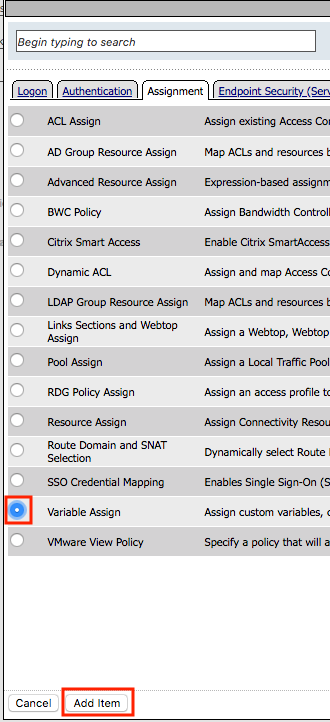 Begin typing to search
Logon Authentication Assignment Endpoint Security (Serv
ACL Assign Assign existing Access Con
AD Group Resource Assign Map ACLs and resources b
Advanced Resource Assign Expression-based assignm
BWC Policy Assign Bandwidth Controll
Citrix Smart Access Enable Citrix SmartAccess
Dynamic ACL Assign and map Access Co
LDAP Group Resource Assign Map ACLs and resources b
Links Sections and Webtop
Assign Assign a Webtop, Webtop
Pool Assign Assign a Local Traffic Pool
RDG Policy Assign Assign an access profile to
Resource Assign Assign Connectivity Resou
Route Domain and SNAT
Selection Dynamically select Route
SSO Credential Mapping Enables Single Sign-On (S
Variable Assign Assign custom variables, c
VMware View Policy Specify a policy that will a
Cancel Add Item